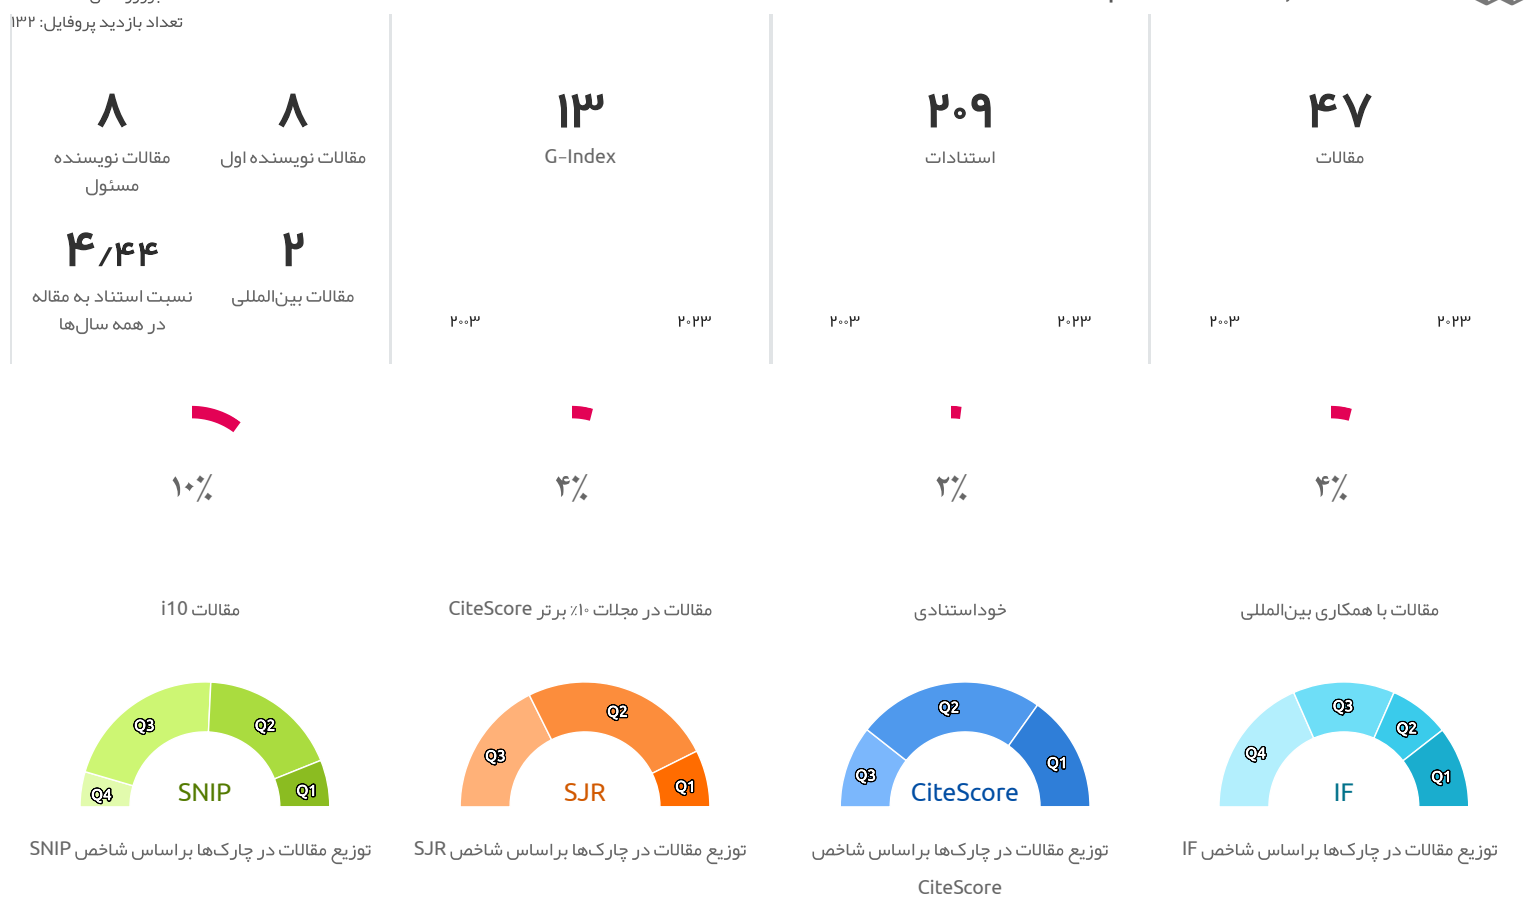 تعداد بازدید پروفایل: ۱۳۲
۴۷
مقالات
۲۰۰۳
۲۰۲۳
۲۰۹
استنادات
۲۰۰۳
۲۰۲۳
۱۳
G-Index
۲۰۰۳
۲۰۲۳
۸
مقالات نویسنده اول
۸
مقالات نویسنده
مسئول
۲
مقالات بین‌المللی
۴/۴۴
نسبت استناد به مقاله
در همه سال‌ها
۴٪
مقالات با همکاری بین‌المللی
۲٪
خوداستنادی
۴٪
مقالات در مجلات ۱۰٪ برتر CiteScore
۱۰٪
مقالات i10
Q1
Q2
Q3
Q4
IF
توزیع مقالات در چارک‌ها براساس شاخص IF
Q1
Q2
Q3
CiteScore
توزیع مقالات در چارک‌ها براساس شاخص
CiteScore
Q1
Q2
Q3
SJR
توزیع مقالات در چارک‌ها براساس شاخص SJR
Q1
Q2
Q3
Q4
SNIP
توزیع مقالات در چارک‌ها براساس شاخص SNIP